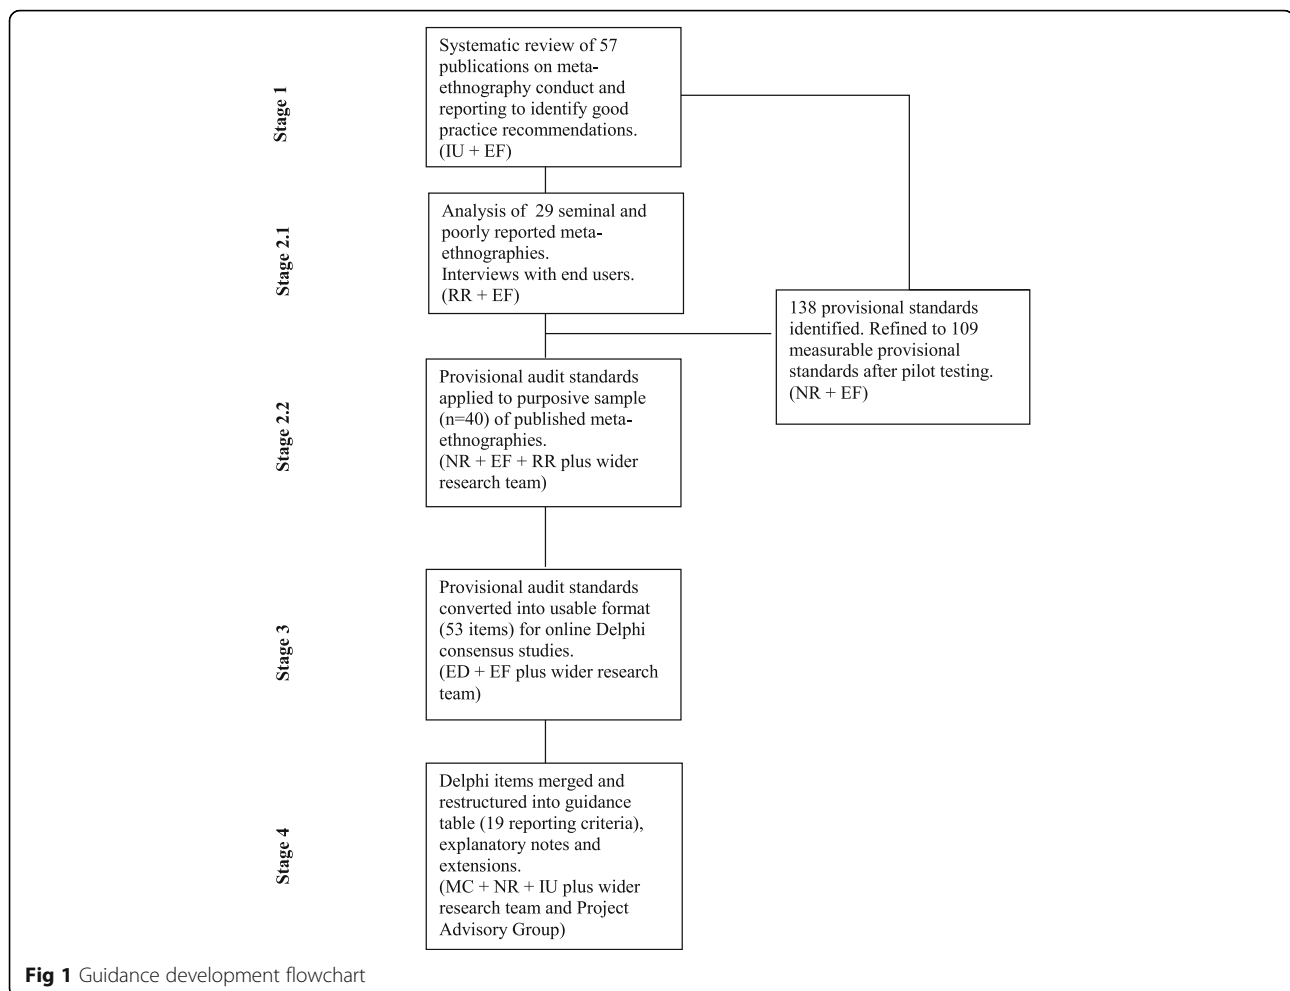 Stage 1
Systematic review of 57
publications on meta-
ethnography conduct and
reporting to identify good
practice recommendations.
(IU + EF)
Stage 2.1
Analysis of  29 seminal and
poorly reported meta-
ethnographies.
Interviews with end users.
(RR + EF)
138 provisional standards
identified. Refined to 109
measurable provisional
standards after pilot testing.
(NR + EF)
Stage 2.2
Provisional audit standards
applied to purposive sample
(n=40) of published meta-
ethnographies.
(NR + EF + RR plus wider
research team)
Stage 3
Provisional audit standards
converted into usable format
(53 items) for online Delphi
consensus studies.
(ED + EF plus wider research
team)
Stage 4
Delphi items merged and
restructured into guidance
table (19 reporting criteria),
explanatory notes and
extensions.
(MC + NR + IU plus wider
research team and Project
Advisory Group)
Fig 1 Guidance development flowchart